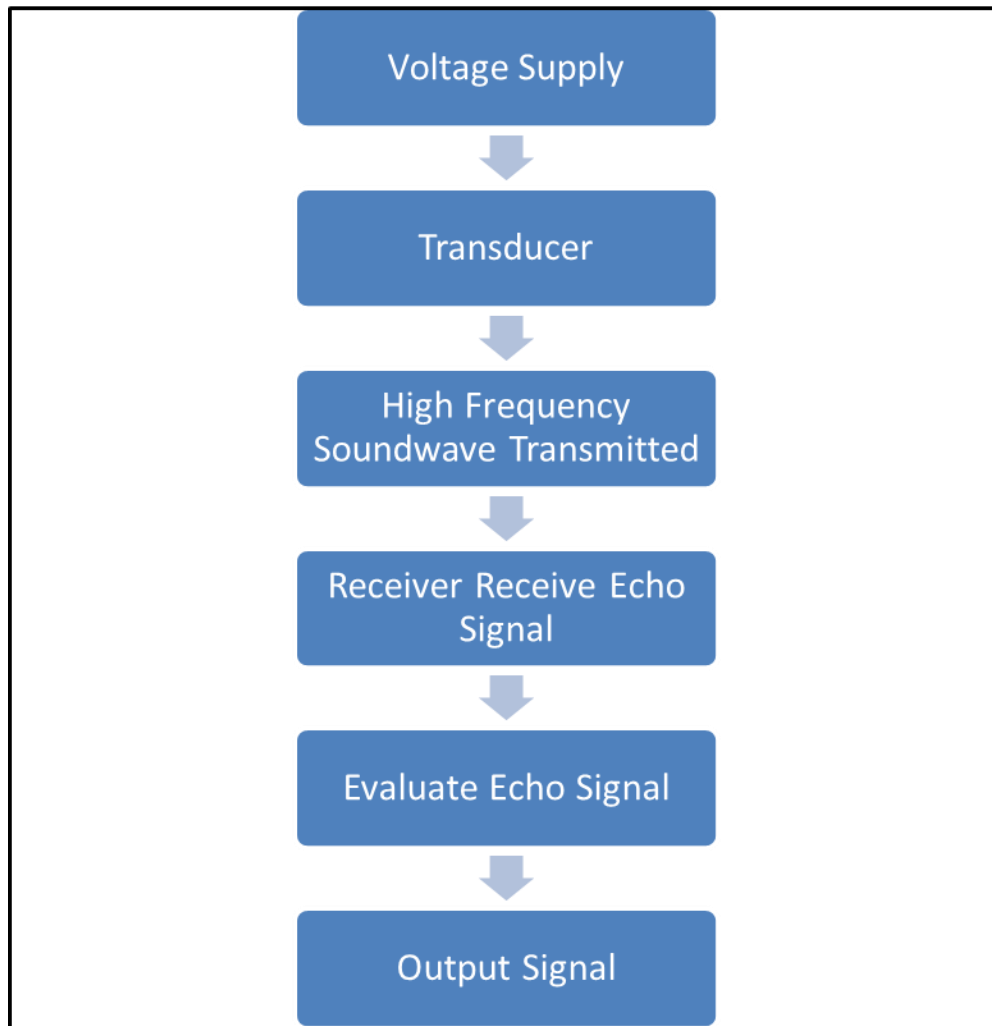 Voltage Supply
Transducer
High Frequency
Soundwave Transmitted
Receiver Receive Echo
Signal
Evaluate Echo Signal
Output Signal